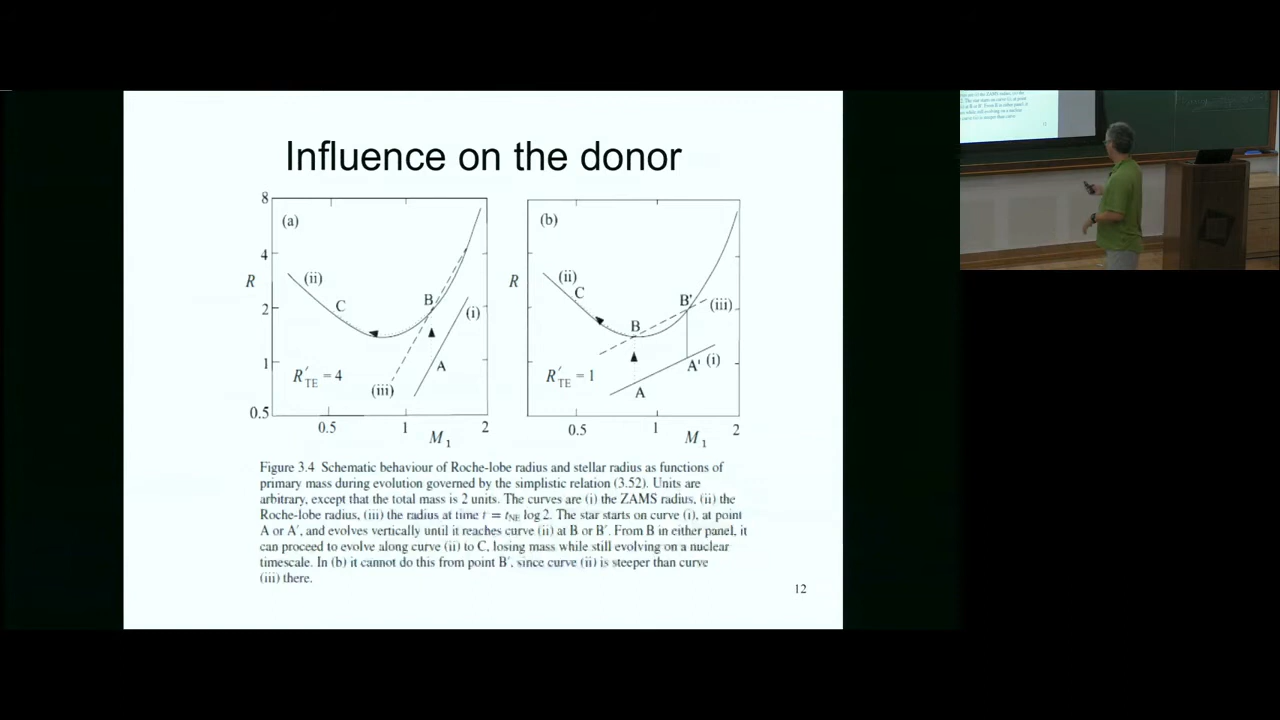 Influence on the donor
8
4
2
1
0.5
R
(a)
(ii)
C
B
(i)
A
R′TE = 4
(iii)
0.5
1
2
M1
R
(b)
(ii)
C
B′
(iii)
B
A′ (i)
R′TE = 1
A
0.5
1
2
M1
Figure 3.4 Schematic behaviour of Roche-lobe radius and stellar radius as functions of
primary mass during evolution governed by the simplistic relation (3.52). Units are
arbitrary, except that the total mass is 2 units. The curves are (i) the ZAMS radius, (ii) the
Roche-lobe radius, (iii) the radius at time t = tNE log 2. The star starts on curve (i), at point
A or A′, and evolves vertically until it reaches curve (ii) at B or B′. From B in either panel, it
can proceed to evolve along curve (ii) to C, losing mass while still evolving on a nuclear
timescale. In (b) it cannot do this from point B′, since curve (ii) is steeper than curve
(iii) there.
12